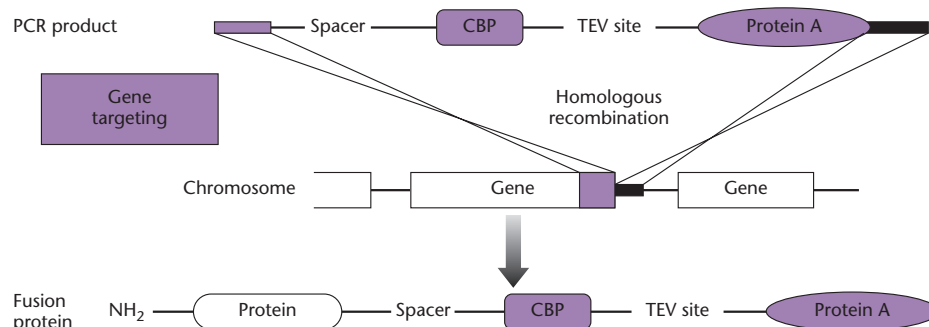 PCR product Spacer CBP TEV site Protein A
Gene
targeting
Homologous
recombination
Chromosome Gene Gene
Fusion
protein
NH2 Protein Spacer CBP TEV site Protein A